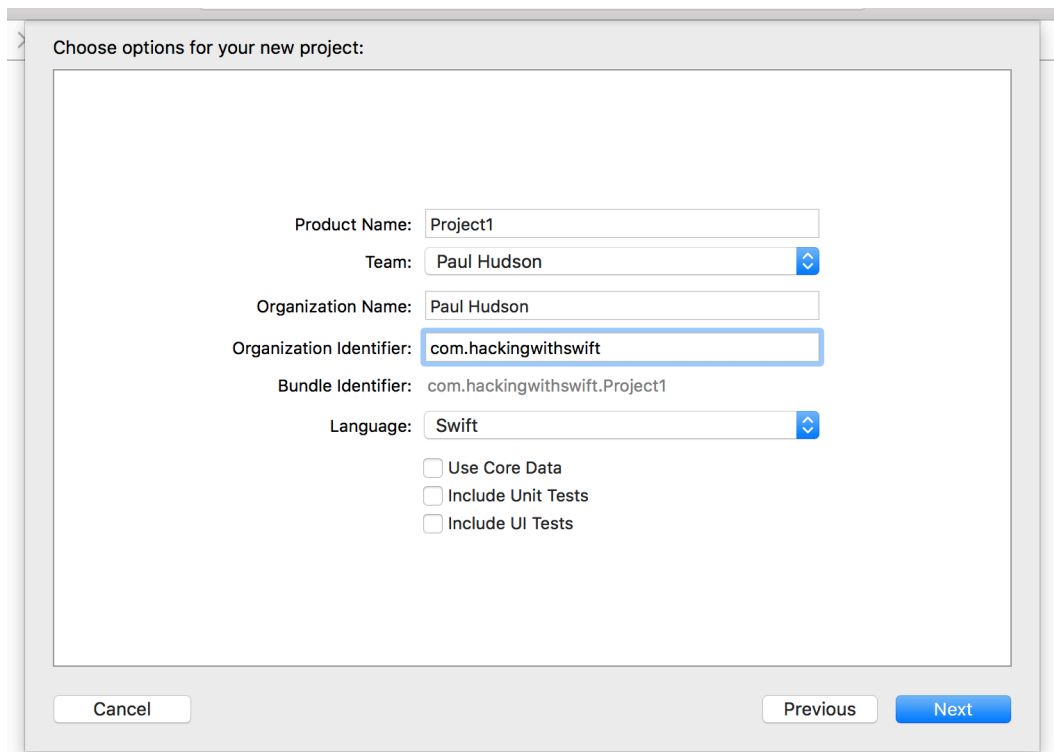 Choose options for your new project:
Product Name: Project1
Team: Paul Hudson
Organization Name: Paul Hudson
Organization Identifier: com.hackingwithswift
Bundle Identifier: com.hackingwithswift.Project1
Language: Swift
Use Core Data
Include Unit Tests
Include UI Tests
Cancel Previous Next